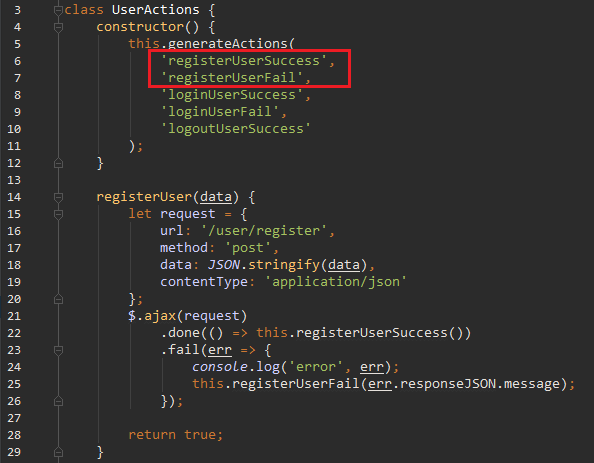 3 class UserActions {
4 constructor() {
5 this.generateActions(
6 'registerUserSuccess',
7 'registerUserFail',
8 'loginUserSuccess',
9 'loginUserFail',
10 'logoutUserSuccess'
11 );
12 }
13
14 registerUser(data) {
15 let request = {
16 url: '/user/register',
17 method: 'post',
18 data: JSON.stringify(data),
19 contentType: 'application/json'
20 };
21 $.ajax(request)
22 .done(() => this.registerUserSuccess())
23 .fail(err => {
24 console.log('error', err);
25 this.registerUserFail(err.responseJSON.message);
26 });
27
28 return true;
29 }